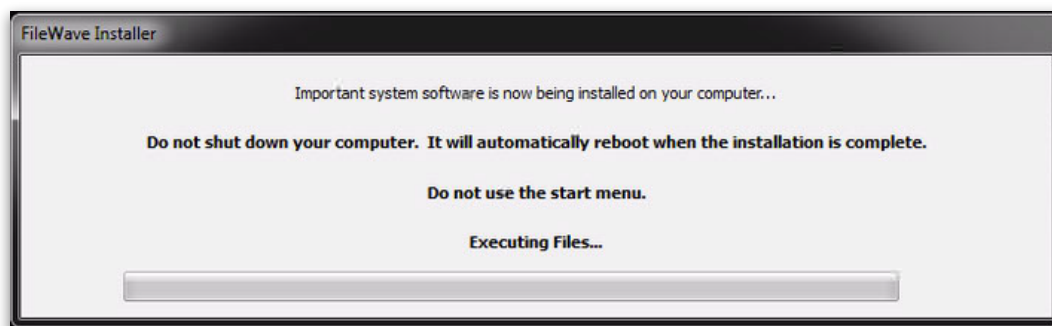 FileWave Installer
Important system software is now being installed on your computer...
Do not shut down your computer.  It will automatically reboot when the installation is complete.
Do not use the start menu.
Executing Files...